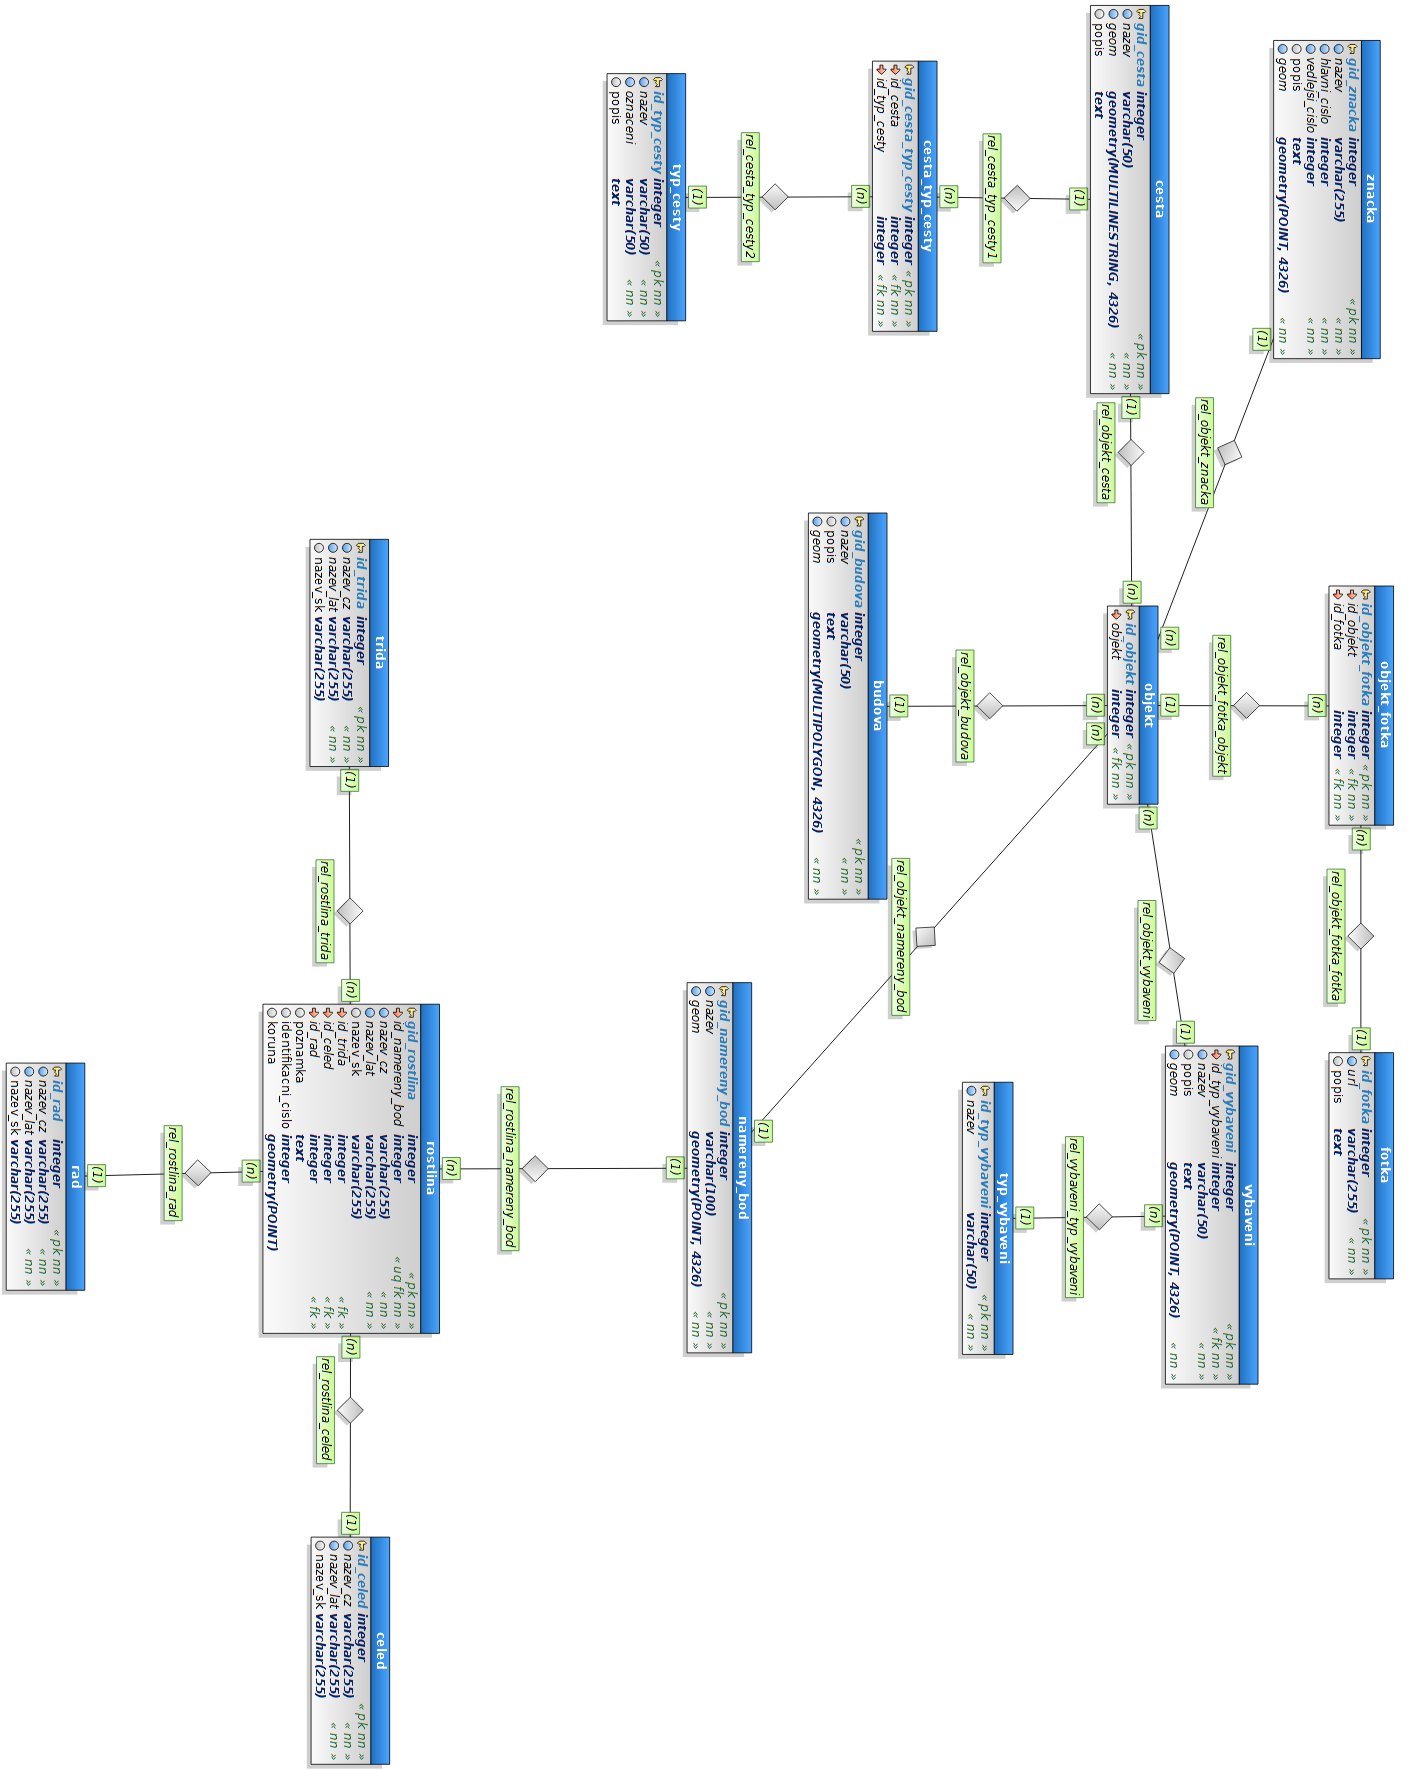 objekt_fotka
id_objekt_fotka integer « pk nn »
id_objekt integer « fk nn »
id_fotka integer « fk nn »
(n)
rel_objekt_fotka_fotka
(1)
fotka
id_fotka integer « pk nn »
url varchar(255) « nn »
popis text
znacka
gid_znacka integer « pk nn »
nazev varchar(255) « nn »
hlavni_cislo integer « nn »
vedlejsi_cislo integer « nn »
popis text
geom geometry(POINT, 4326) « nn »
(1)
rel_objekt_znacka
(n)
(n)
rel_objekt_fotka_objekt
(1)
vybaveni
gid_vybaveni integer « pk nn »
id_typ_vybaveni integer « fk nn »
nazev varchar(50) « nn »
popis text
geom geometry(POINT, 4326) « nn »
(1)
rel_objekt_vybaveni
(n)
cesta
gid_cesta integer « pk nn »
nazev varchar(50) « nn »
geom geometry(MULTILINESTRING, 4326) « nn »
popis text
(1)
rel_objekt_cesta
(n)
objekt
id_objekt integer « pk nn »
objekt integer « fk nn »
(n)
(n)
(1)
rel_cesta_typ_cesty1
(n)
rel_objekt_budova
(1)
(n)
rel_vybaveni_typ_vybaveni
(1)
typ_vybaveni
id_typ_vybaveni integer « pk nn »
nazev varchar(50) « nn »
cesta_typ_cesty
gid_cesta_typ_cesty integer « pk nn »
id_cesta integer « fk nn »
id_typ_cesty integer « fk nn »
(n)
rel_cesta_typ_cesty2
(1)
budova
gid_budova integer « pk nn »
nazev varchar(50) « nn »
popis text
geom geometry(MULTIPOLYGON, 4326) « nn »
rel_objekt_namereny_bod
(1)
namereny_bod
gid_namereny_bod integer « pk nn »
nazev varchar(100) « nn »
geom geometry(POINT, 4326) « nn »
typ_cesty
id_typ_cesty integer « pk nn »
nazev varchar(50) « nn »
oznaceni varchar(50) « nn »
popis text
(1)
rel_rostlina_namereny_bod
(n)
rostlina
gid_rostlina integer « pk nn »
id_namereny_bod integer « uq fk nn »
nazev_cz varchar(255) « nn »
nazev_lat varchar(255) « nn »
nazev_sk varchar(255)
id_trida integer « fk »
id_celed integer « fk »
id_rad integer « fk »
poznamka text
identifikacni_cislo integer
koruna geometry(POINT)
trida
id_trida integer « pk nn »
nazev_cz varchar(255) « nn »
nazev_lat varchar(255) « nn »
nazev_sk varchar(255)
(1)
rel_rostlina_trida
(n)
(n)
rel_rostlina_celed
(1)
celed
id_celed integer « pk nn »
nazev_cz varchar(255) « nn »
nazev_lat varchar(255) « nn »
nazev_sk varchar(255)
(n)
rel_rostlina_rad
(1)
rad
id_rad integer « pk nn »
nazev_cz varchar(255) « nn »
nazev_lat varchar(255) « nn »
nazev_sk varchar(255)